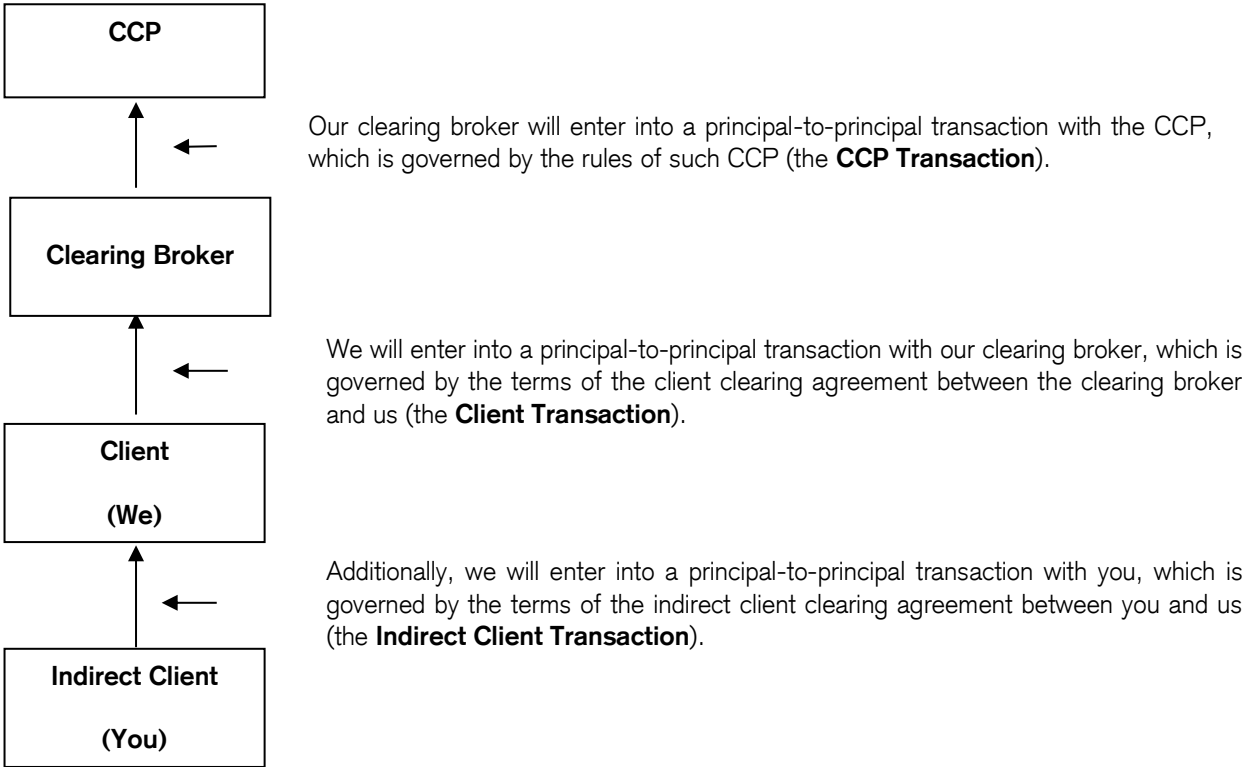 CCP
Our clearing broker will enter into a principal-to-principal transaction with the CCP,
which is governed by the rules of such CCP (the CCP Transaction).
Clearing Broker
We will enter into a principal-to-principal transaction with our clearing broker, which is
governed by the terms of the client clearing agreement between the clearing broker
and us (the Client Transaction).
Client
(We)
Additionally, we will enter into a principal-to-principal transaction with you, which is
governed by the terms of the indirect client clearing agreement between you and us
(the Indirect Client Transaction).
Indirect Client
(You)